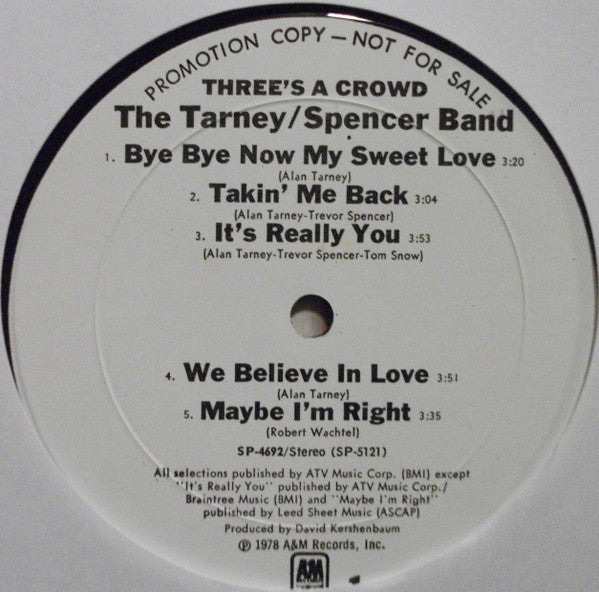 PROMOTION COPY — NOT FOR SALE
THREE'S A CROWD
The Tarney/Spencer Band
1. Bye Bye Now My Sweet Love 3:20
(Alan Tarney)
2. Takin' Me Back 3:04
(Alan Tarney-Trevor Spencer)
3. It's Really You 3:53
(Alan Tarney-Trevor Spencer-Tom Snow)
4. We Believe In Love 3:51
(Alan Tarney)
5. Maybe I'm Right 3:35
(Robert Wachtel)
SP-4692/Stereo (SP-5121)
All selections published by ATV Music Corp. (BMI) except
"It's Really You" published by ATV Music Corp./
Braintree Music (BMI) and "Maybe I'm Right"
published by Leed Sheet Music (ASCAP)
Produced by David Kershenbaum
℗ 1978 A&M Records, Inc.
A&M